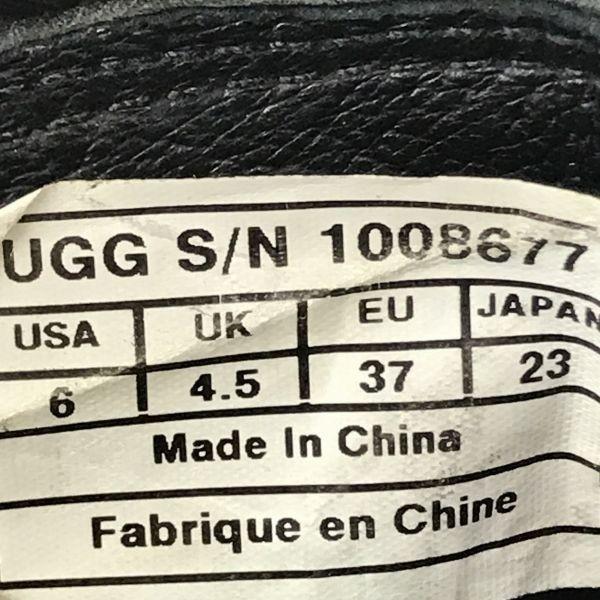 UGG S/N 1008677
USA UK EU JAPAN
6 4.5 37 23
Made In China
Fabrique en Chine